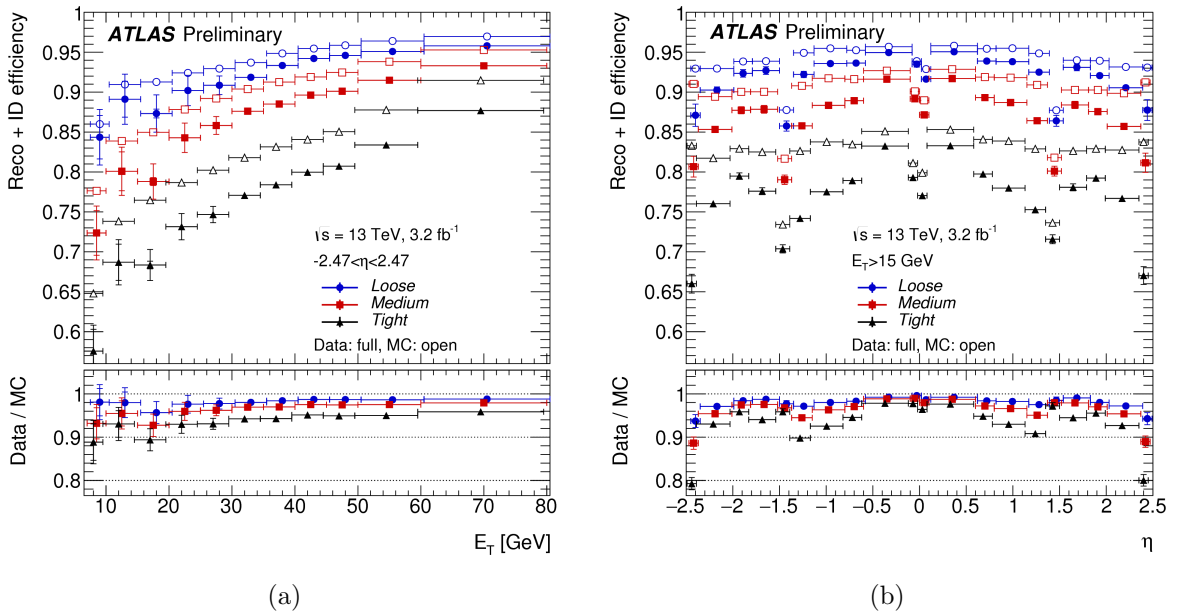 ATLAS Preliminary
Reco + ID efficiency
1
0.95
0.9
0.85
0.8
0.75
0.7
0.65
0.6
√s = 13 TeV, 3.2 fb⁻¹
-2.47<η<2.47
Loose
Medium
Tight
Data: full, MC: open
Data / MC
1
0.9
0.8
10 20 30 40 50 60 70 80
E_T [GeV]
(a)
ATLAS Preliminary
Reco + ID efficiency
1
0.95
0.9
0.85
0.8
0.75
0.7
0.65
0.6
√s = 13 TeV, 3.2 fb⁻¹
E_T>15 GeV
Loose
Medium
Tight
Data: full, MC: open
Data / MC
1
0.9
0.8
−2.5 −2 −1.5 −1 −0.5 0 0.5 1 1.5 2 2.5
η
(b)